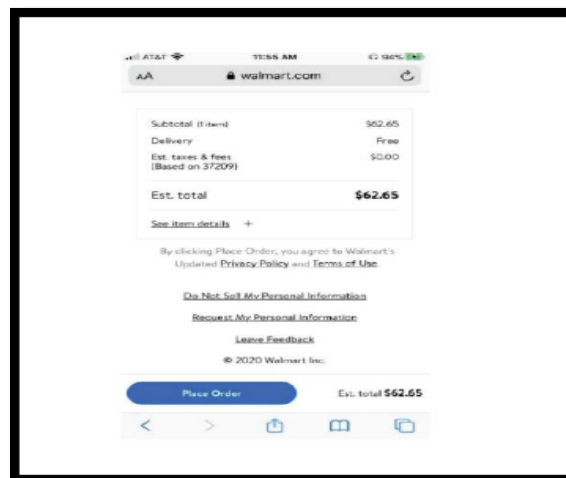 AT&T 11:55 AM 94%
AA walmart.com
Subtotal (1 item) $62.65
Delivery Free
Est. taxes & fees $0.00
(Based on 37209)
Est. total $62.65
See item details +
By clicking Place Order, you agree to Walmart's
Updated Privacy Policy and Terms of Use
Do Not Sell My Personal Information
Request My Personal Information
Leave Feedback
© 2020 Walmart Inc.
Place Order Est. total $62.65